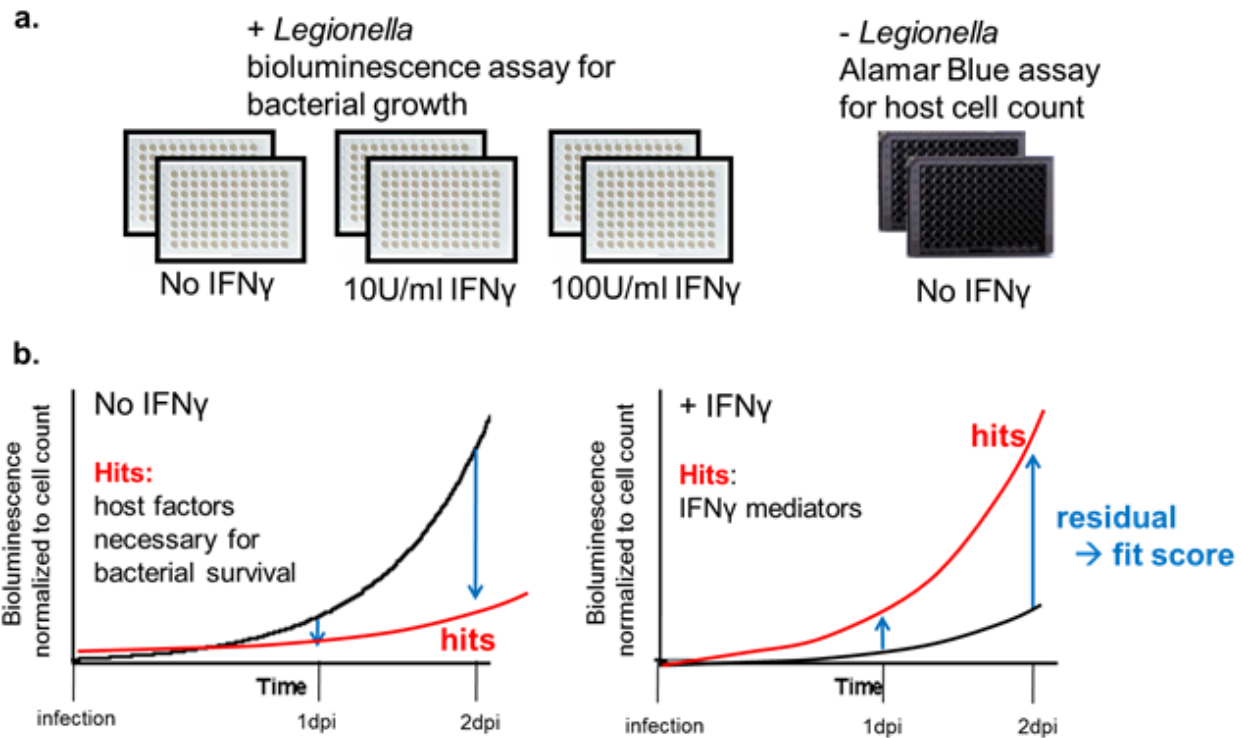 a.
+ Legionella
bioluminescence assay for
bacterial growth
- Legionella
Alamar Blue assay
for host cell count
No IFNγ
10U/ml IFNγ
100U/ml IFNγ
No IFNγ
b.
Bioluminescence
normalized to cell count
No IFNγ
Hits:
host factors
necessary for
bacterial survival
hits
Time
infection
1dpi
2dpi
Bioluminescence
normalized to cell count
+ IFNγ
hits
Hits:
IFNγ mediators
residual
→ fit score
Time
infection
1dpi
2dpi